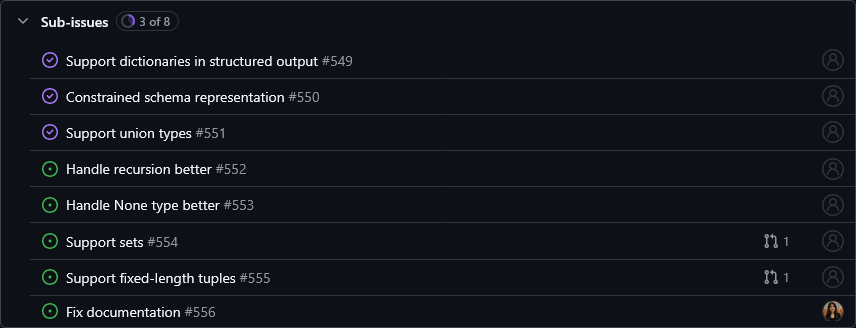 Sub-issues 3 of 8
Support dictionaries in structured output #549
Constrained schema representation #550
Support union types #551
Handle recursion better #552
Handle None type better #553
Support sets #554 1
Support fixed-length tuples #555 1
Fix documentation #556